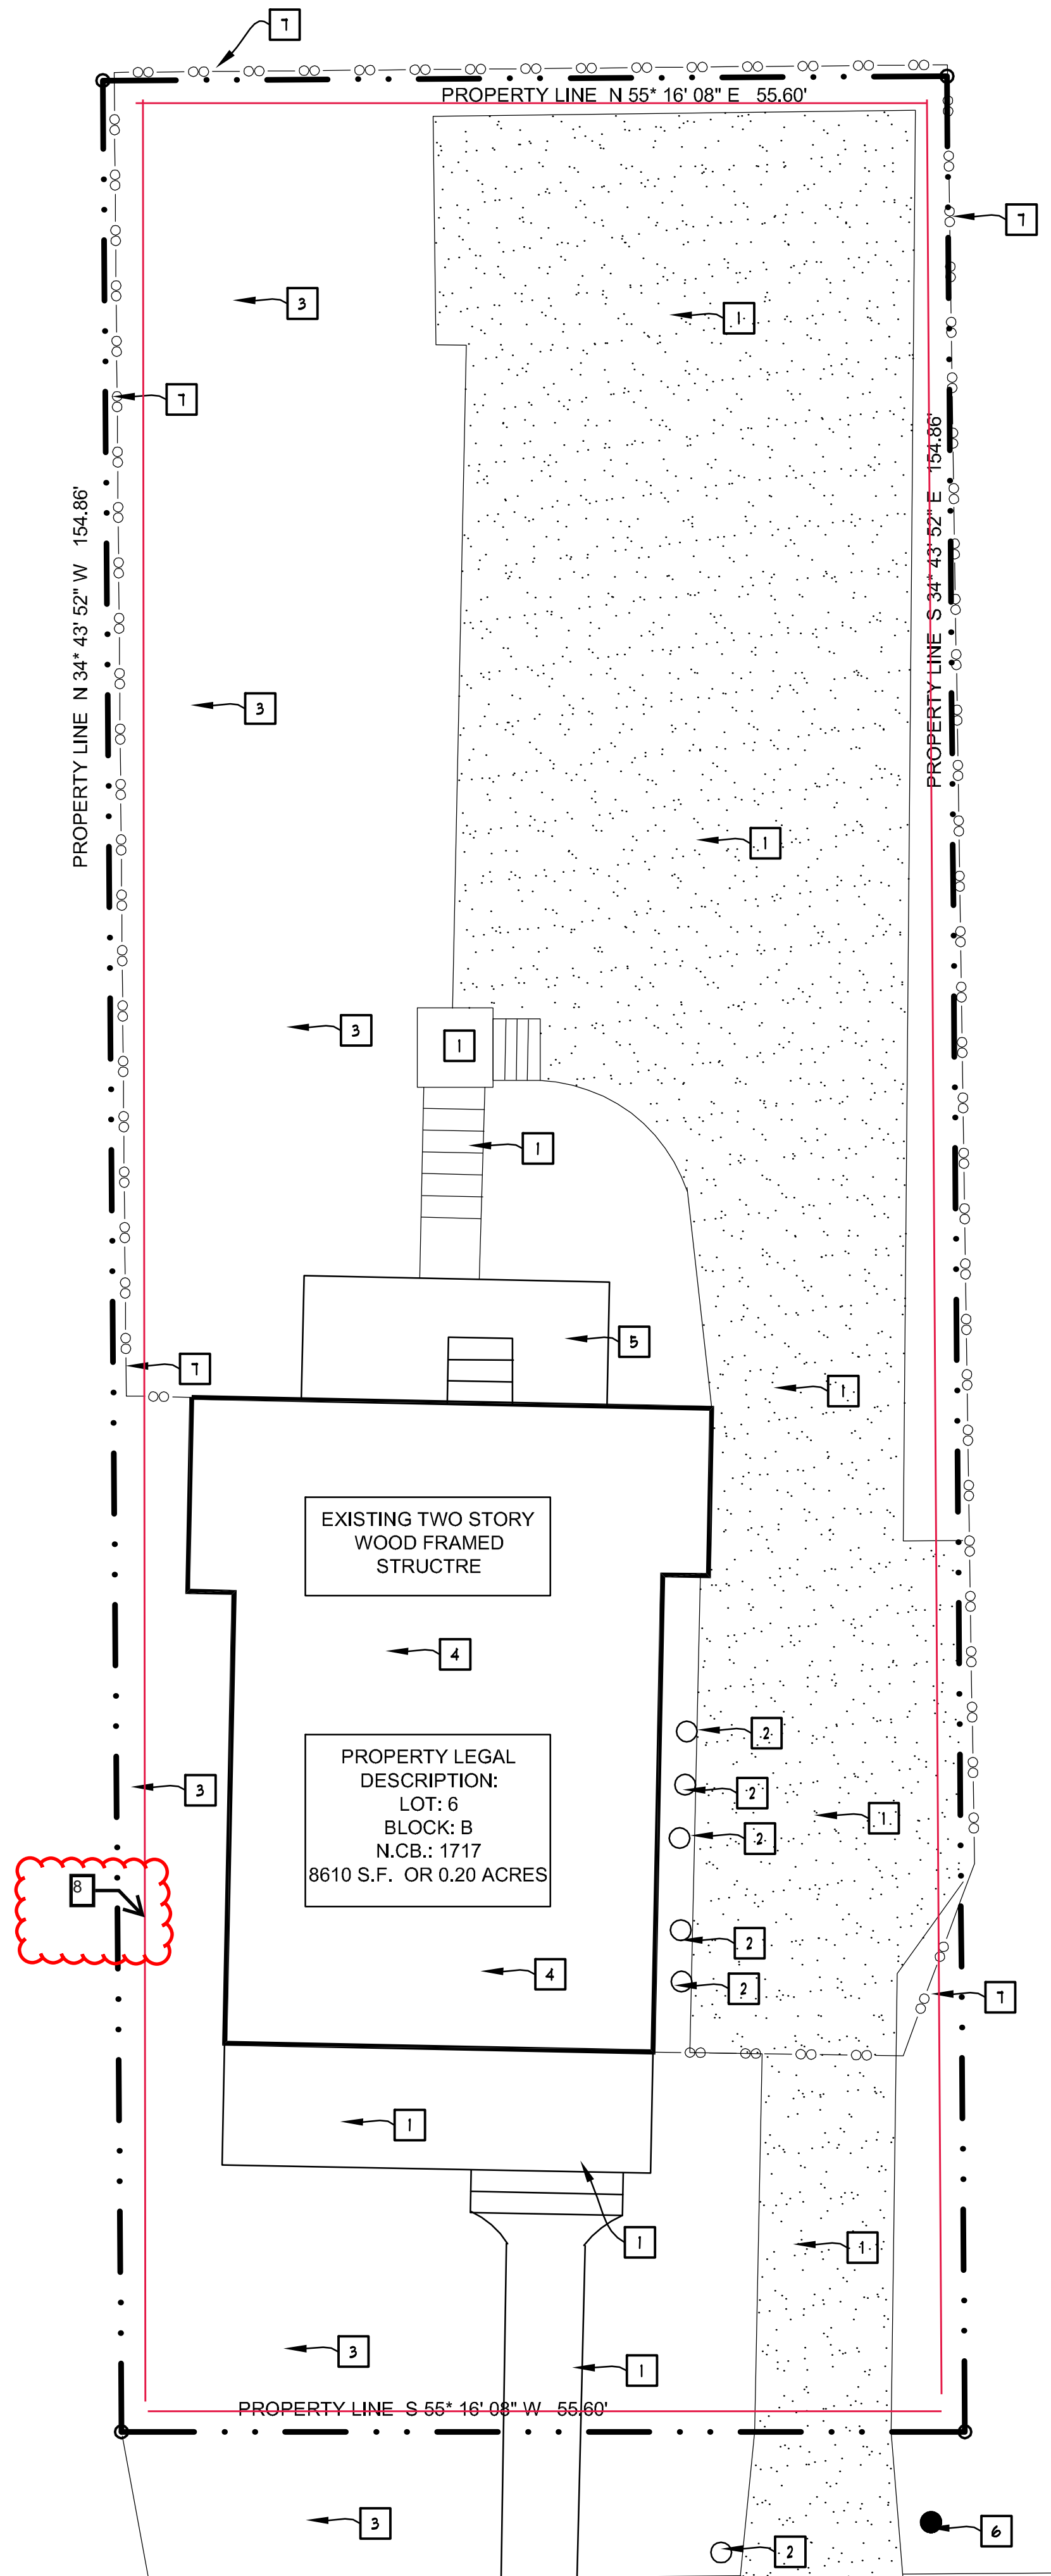 7
PROPERTY LINE N 55* 16' 08" E 55.60'
7
3
1
7
PROPERTY LINE N 34* 43' 52" W 154.86'
PROPERTY LINE S 34* 43' 52" E 154.86'
3
1
3
1
1
5
7
1
EXISTING TWO STORY
WOOD FRAMED
STRUCTRE
4
2
PROPERTY LEGAL
DESCRIPTION:
LOT: 6
BLOCK: B
N.CB.: 1717
8610 S.F. OR 0.20 ACRES
3
2
1
2
8
2
4
2
7
1
1
1
3
1
PROPERTY LINE S 55* 16' 08" W 55.60'
3
6
2